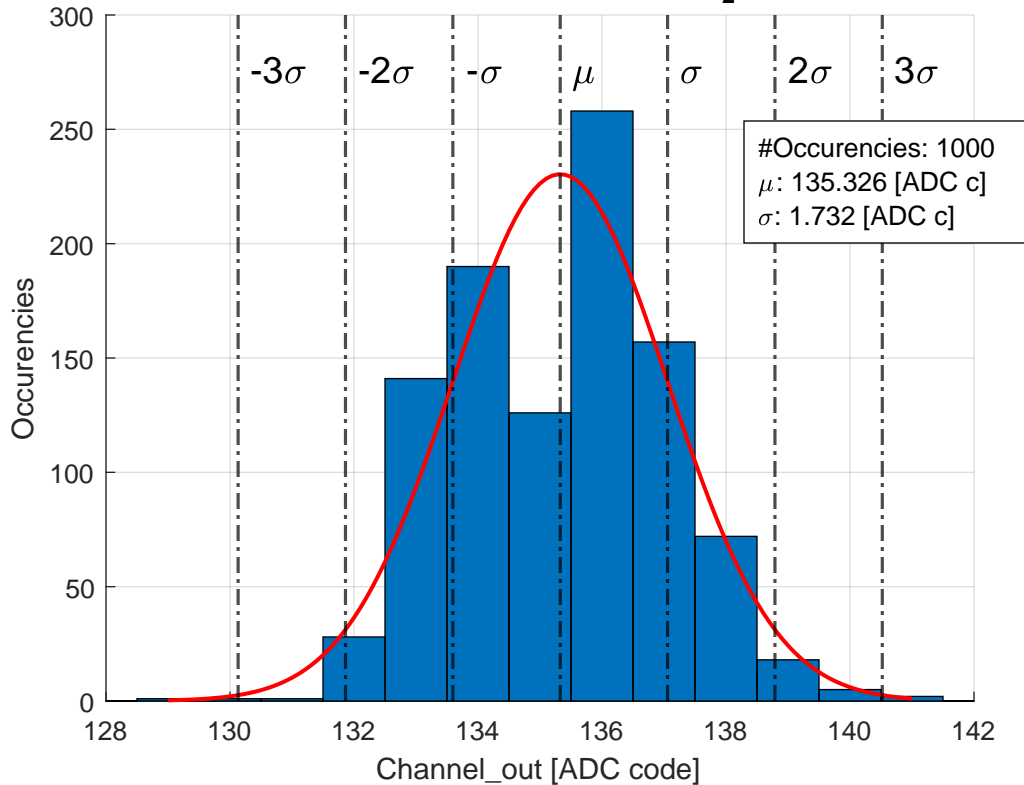 300
250
200
150
100
50
0
-3σ
-2σ
-σ
μ
σ
2σ
3σ
#Occurencies: 1000
μ: 135.326 [ADC c]
σ: 1.732 [ADC c]
Occurencies
128
130
132
134
136
138
140
142
Channel_out [ADC code]